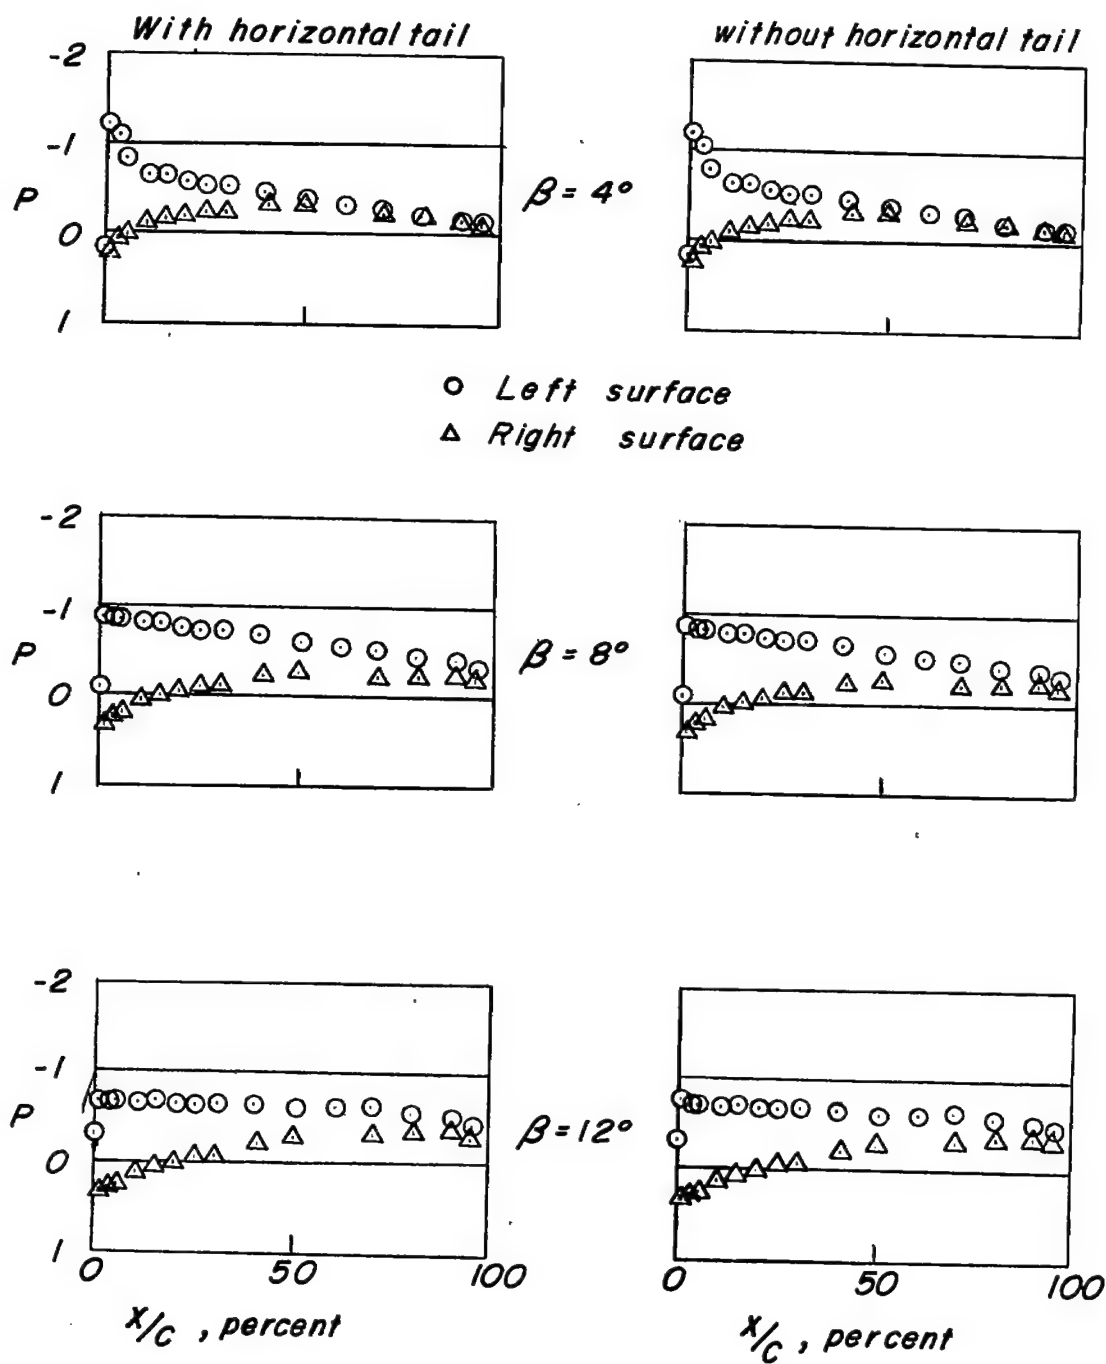 With horizontal tail
without horizontal tail
-2
-1
P
0
1
β = 4°
Left surface
Right surface
-2
-1
P
0
1
β = 8°
-2
-1
P
0
1
β = 12°
0 50 100
0 50 100
x/c , percent
x/c , percent